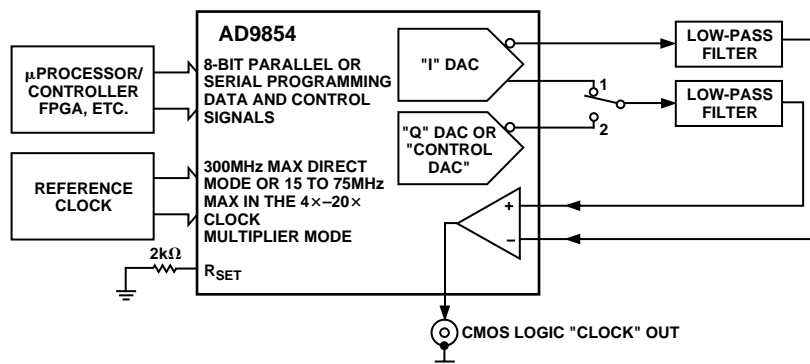 AD9854
µPROCESSOR/
CONTROLLER
FPGA, ETC.
8-BIT PARALLEL OR
SERIAL PROGRAMMING
DATA AND CONTROL
SIGNALS
REFERENCE
CLOCK
300MHz MAX DIRECT
MODE OR 15 TO 75MHz
MAX IN THE 4×–20×
CLOCK
MULTIPLIER MODE
2kΩ
RSET
"I" DAC
"Q" DAC OR
"CONTROL
DAC"
1
2
LOW-PASS
FILTER
LOW-PASS
FILTER
+
–
CMOS LOGIC "CLOCK" OUT